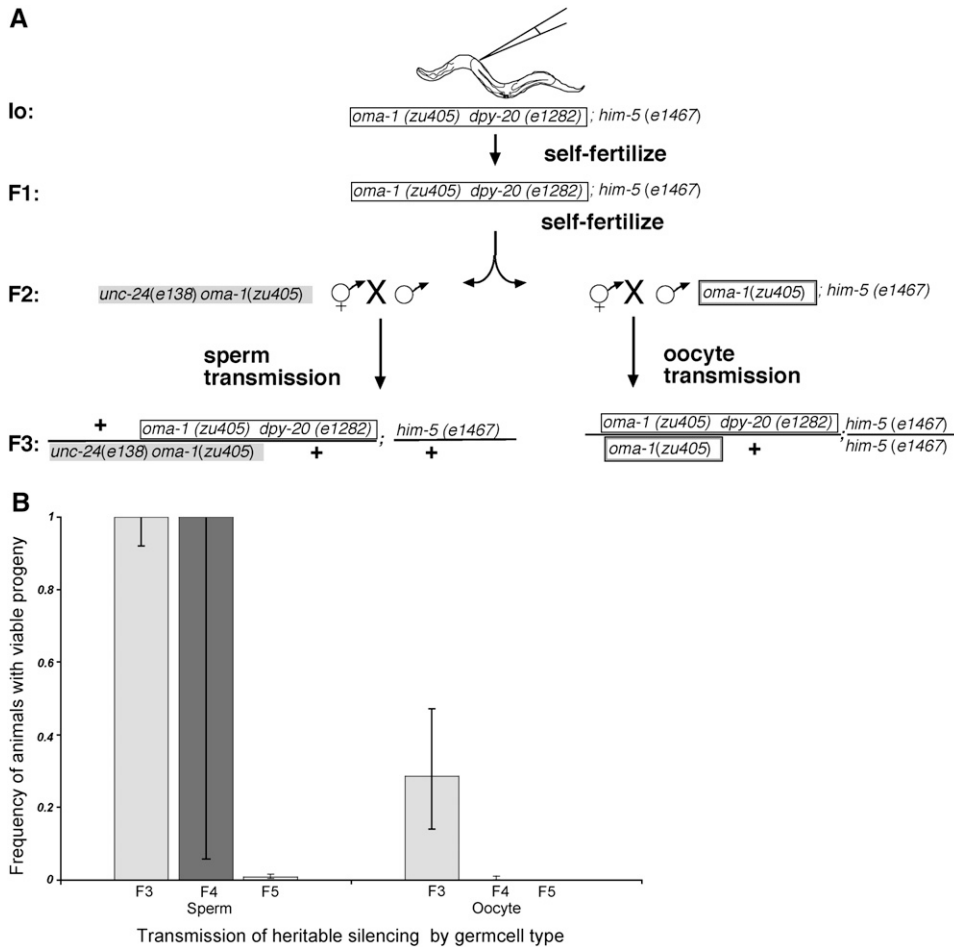 A
Io:
oma-1 (zu405) dpy-20 (e1282) ; him-5 (e1467)
self-fertilize
F1:
oma-1 (zu405) dpy-20 (e1282) ; him-5 (e1467)
self-fertilize
F2:
unc-24(e138) oma-1(zu405) X
X oma-1(zu405) ; him-5 (e1467)
sperm
transmission
oocyte
transmission
F3:
+ oma-1 (zu405) dpy-20 (e1282) ; him-5 (e1467)
unc-24(e138) oma-1(zu405) + +
oma-1 (zu405) dpy-20 (e1282) ; him-5 (e1467)
oma-1(zu405) + him-5 (e1467)
B
Frequency of animals with viable progeny
1
0.8
0.6
0.4
0.2
0
F3 F4 F5 F3 F4 F5
Sperm Oocyte
Transmission of heritable silencing by germcell type